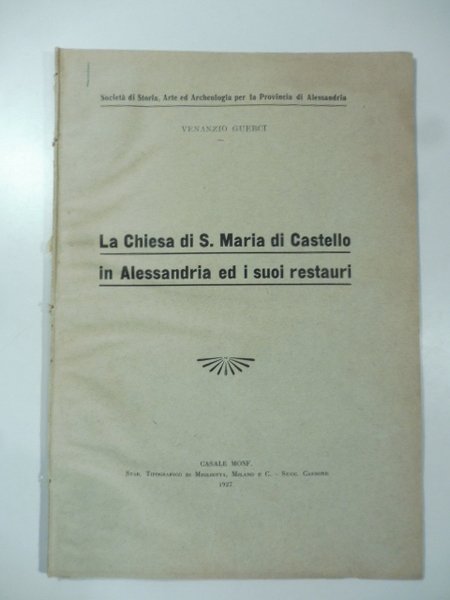 Società di Storia, Arte ed Archeologia per la Provincia di Alessandria
VENANZIO GUERCI
La Chiesa di S. Maria di Castello
in Alessandria ed i suoi restauri
CASALE MONF.
Stab. Tipografico di Miglietta, Milano e C. - Succ. Cassone
1927